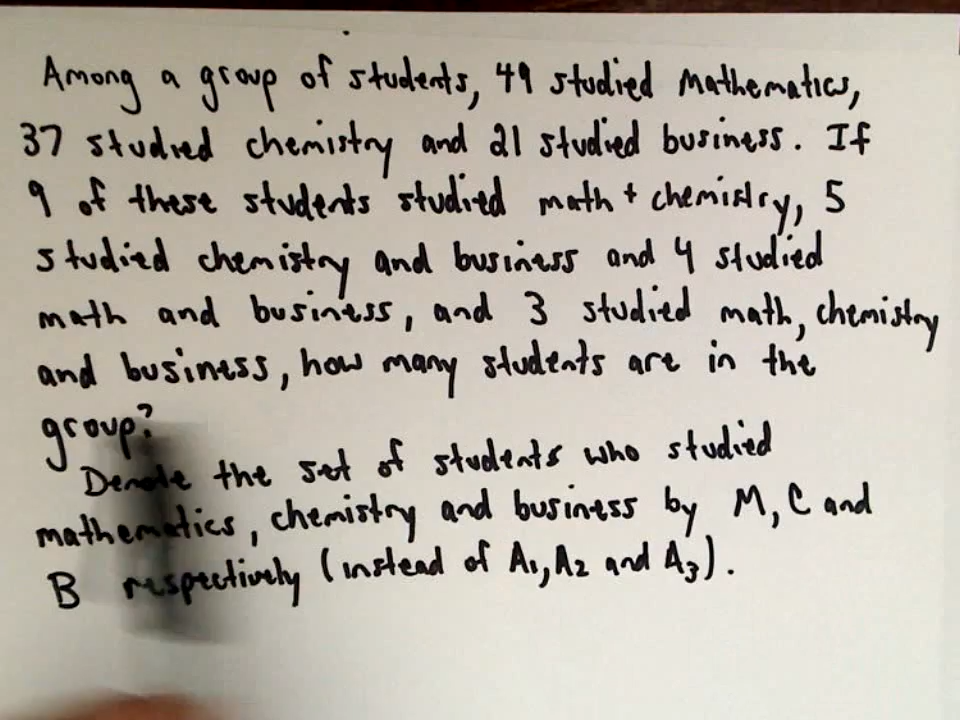 Among a group of students, 49 studied Mathematics,
37 studied chemistry and 21 studied business. If
9 of these students studied math + chemistry, 5
studied chemistry and business and 4 studied
math and business, and 3 studied math, chemistry
and business, how many students are in the
group?
Denote the set of students who studied
mathematics, chemistry and business by M, C and
B respectively (instead of A₁, A₂ and A₃).